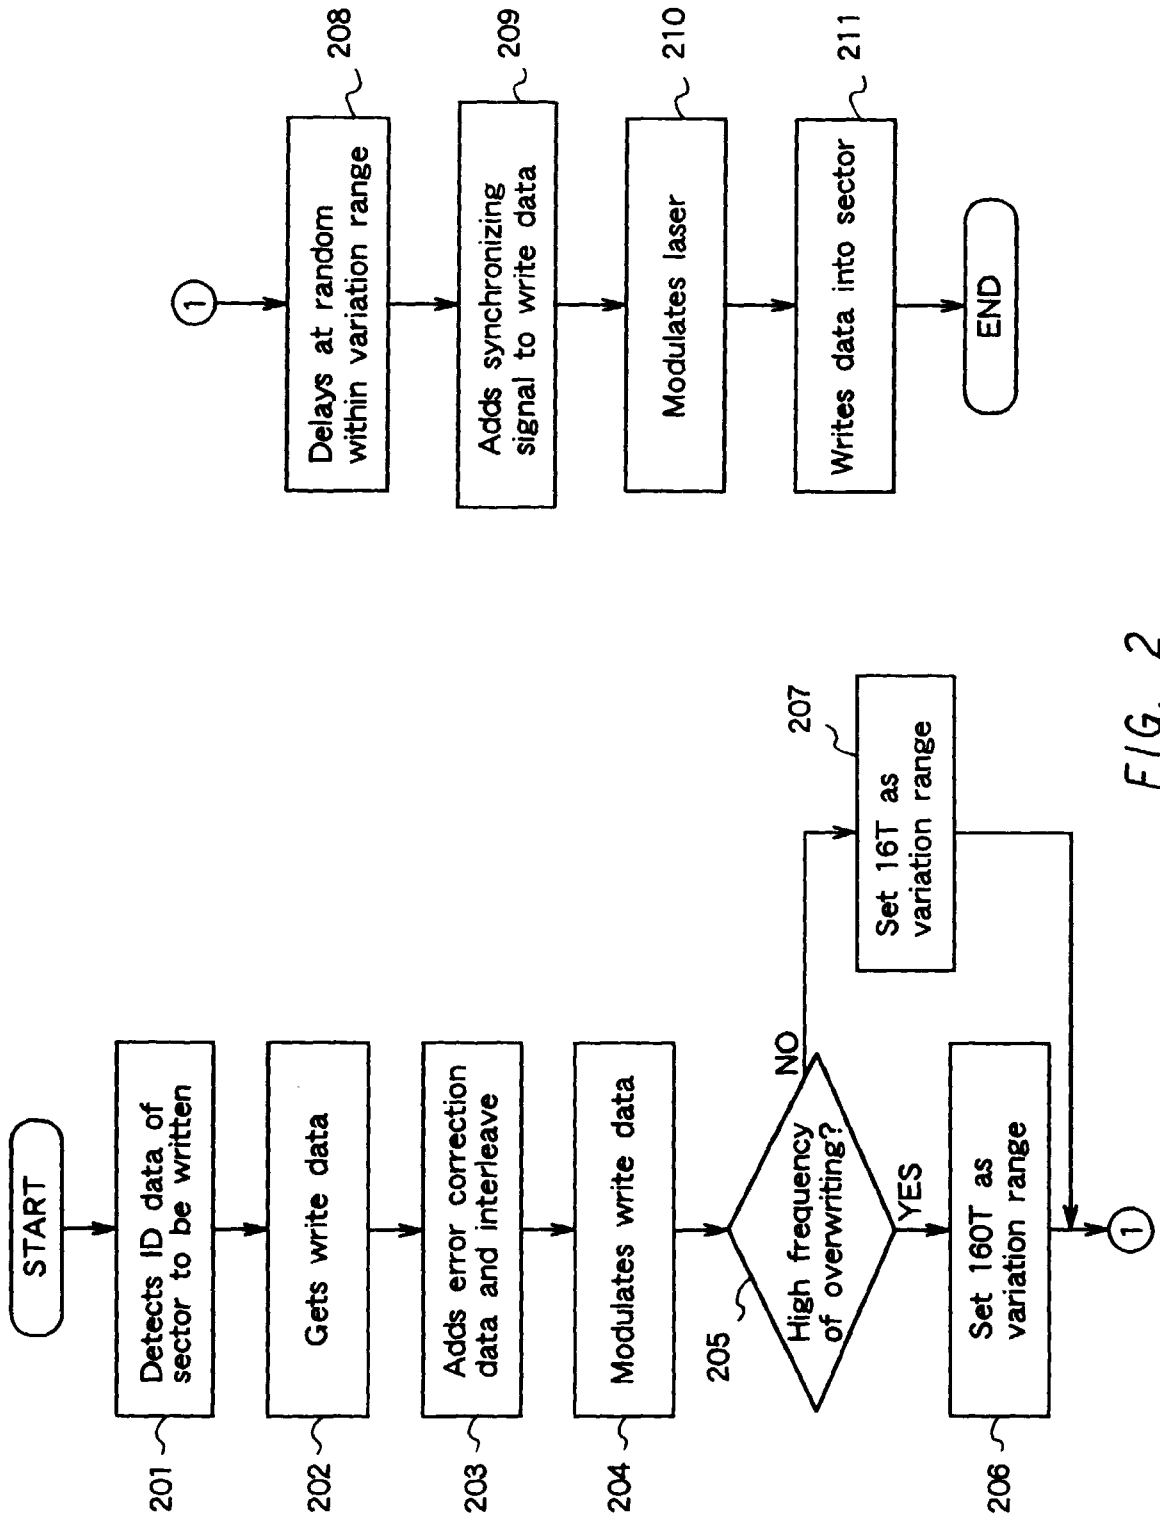 START
201
Detects ID data of
sector to be written
202
Gets write data
203
Adds error correction
data and interleave
204
Modulates write data
205
High frequency
of overwriting?
NO
YES
206
Set 160T as
variation range
207
Set 16T as
variation range
1
1
208
Delays at random
within variation range
209
Adds synchronizing
signal to write data
210
Modulates laser
211
Writes data into sector
END
FIG. 2